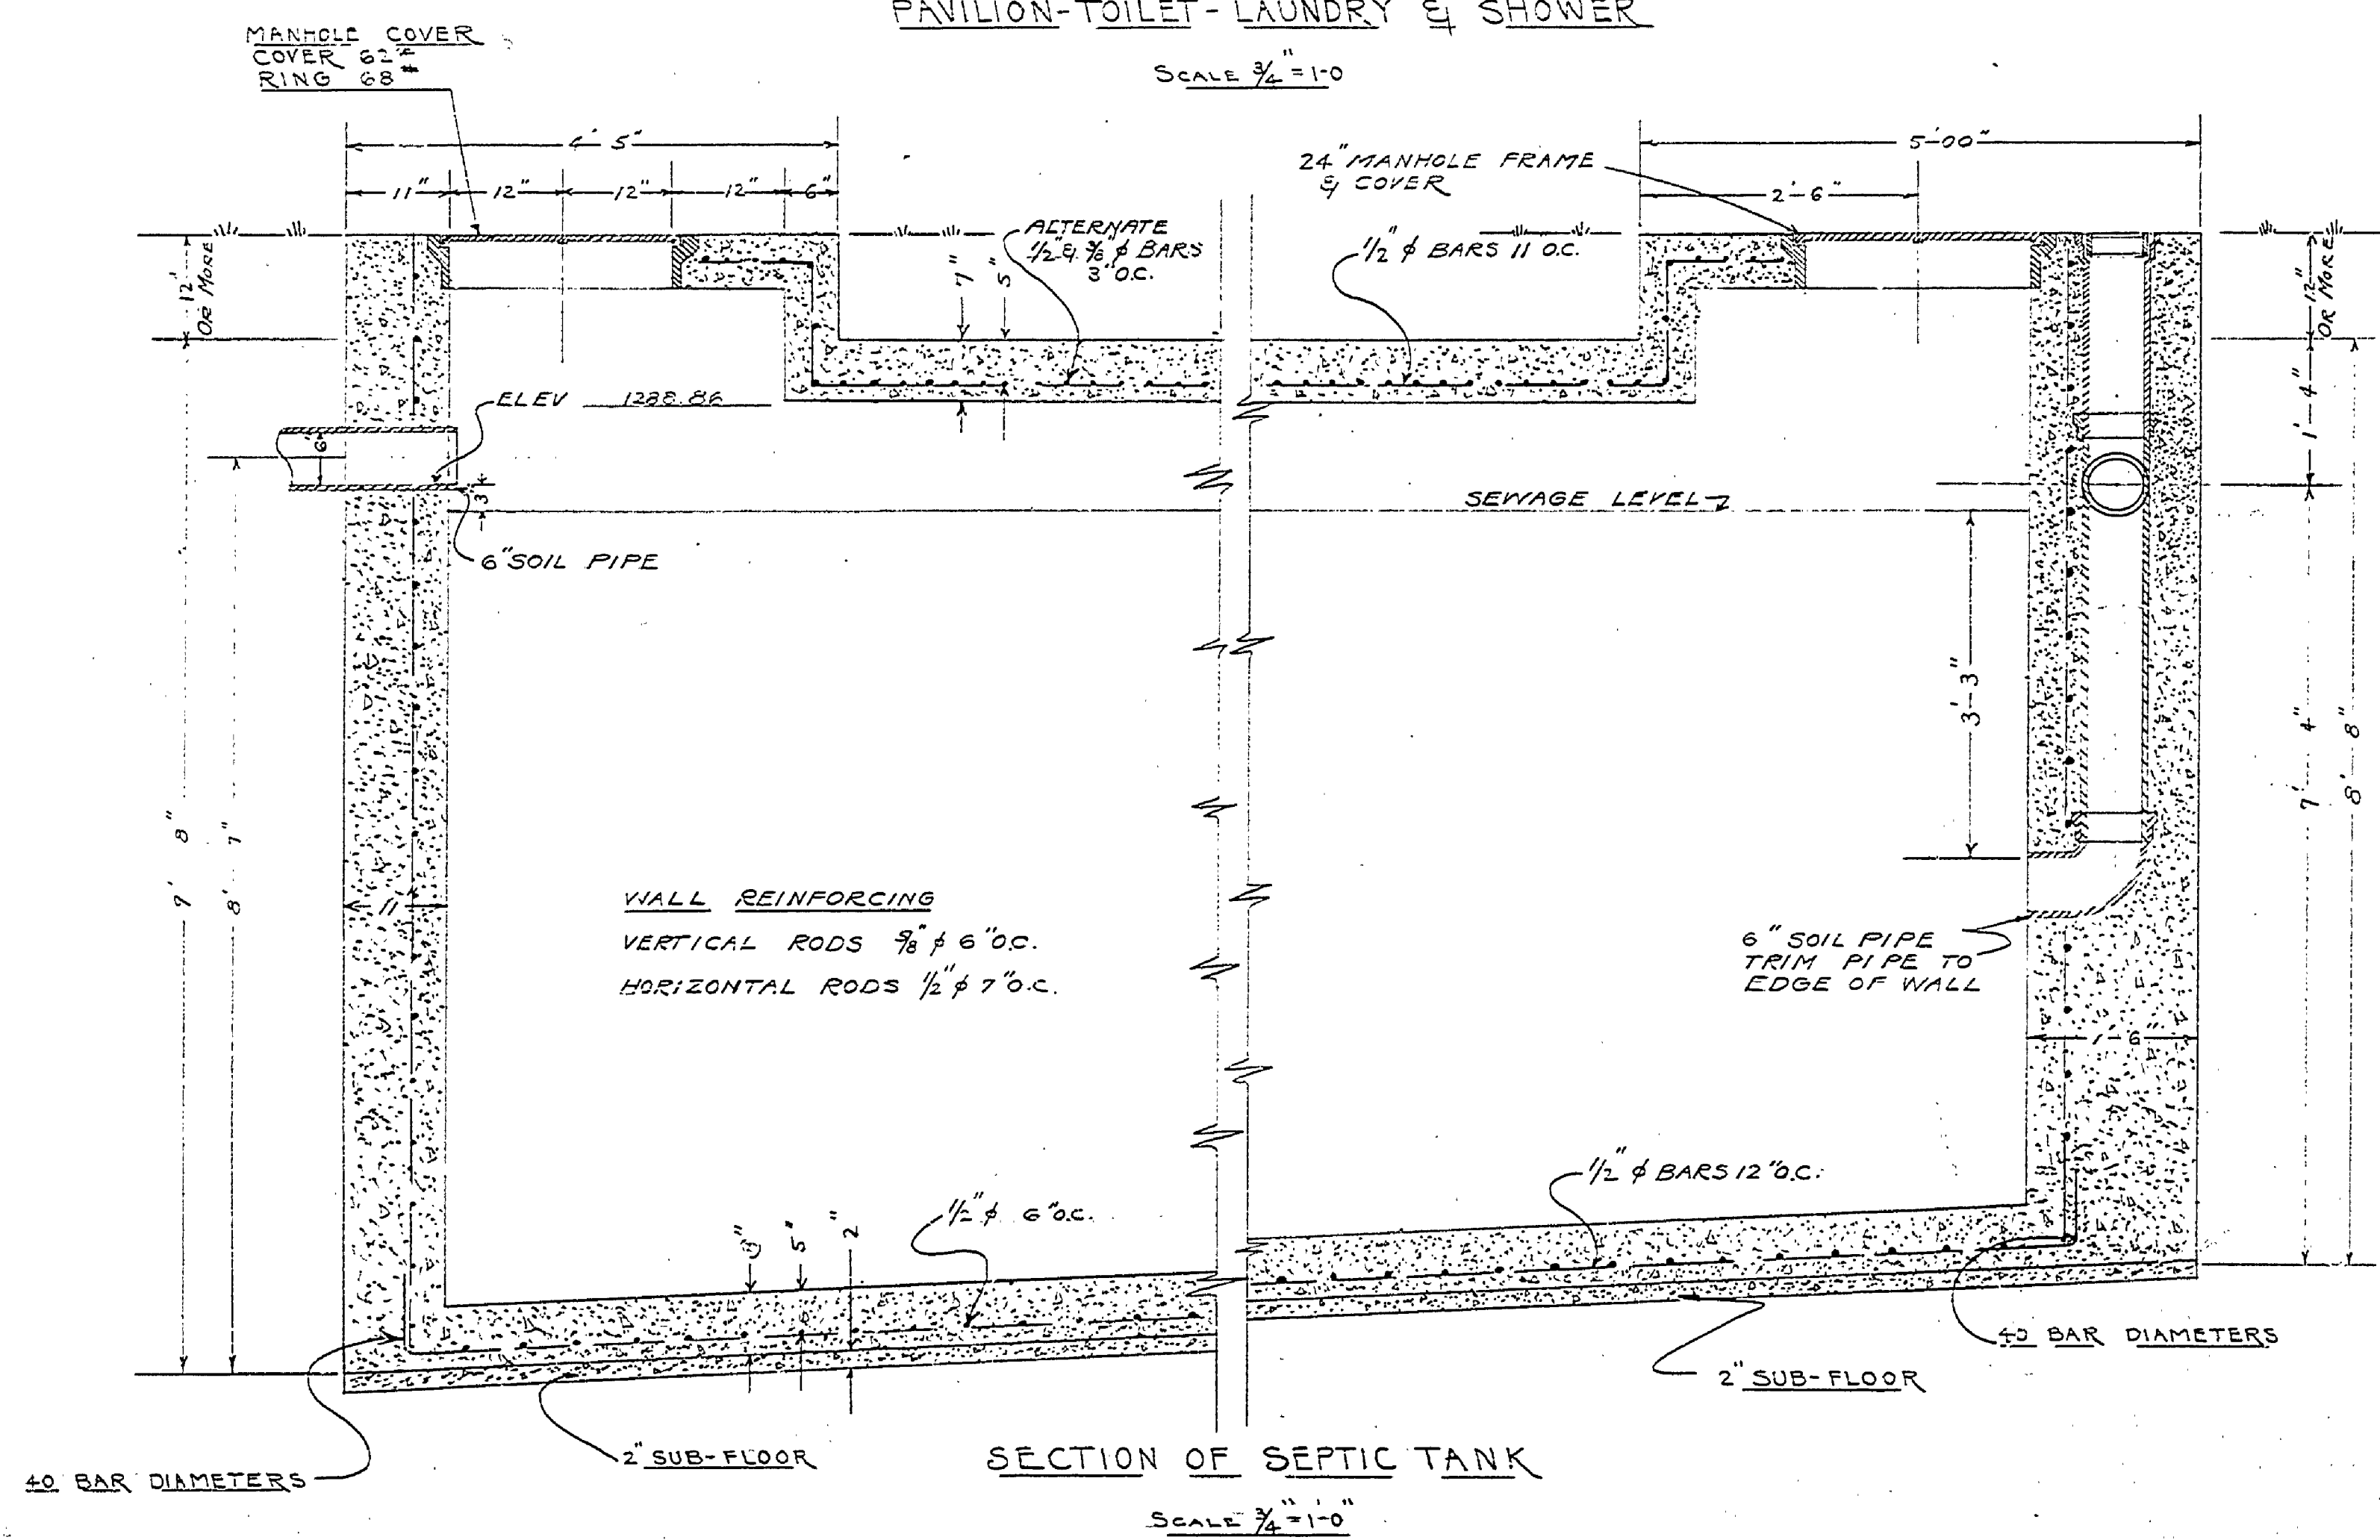 PAVILION-TOILET-LAUNDRY & SHOWER
SCALE 3/4" = 1-0
MANHOLE COVER
COVER 62#
RING 68#
4'-5"
11" 12" 12" 12" 6"
24" MANHOLE FRAME
& COVER
5'-00"
2'-6"
ALTERNATE
1/2" & 5/8" φ BARS
3" O.C.
1/2" φ BARS 11 O.C.
7"
5"
12'
OR MORE
12"
OR MORE
1'-4"
ELEV 1288.86
6"
3
6" SOIL PIPE
SEWAGE LEVEL
3'-3"
9' 8"
8' 7"
7'-4"
8'-8"
11
WALL REINFORCING
VERTICAL RODS 5/8" φ 6" O.C.
HORIZONTAL RODS 1/2" φ 7" O.C.
6" SOIL PIPE
TRIM PIPE TO
EDGE OF WALL
1-6
5"
2"
1/2" φ 6" O.C.
1/2" φ BARS 12" O.C.
40 BAR DIAMETERS
2" SUB-FLOOR
2" SUB-FLOOR
40 BAR DIAMETERS
SECTION OF SEPTIC TANK
SCALE 3/4" = 1'-0"